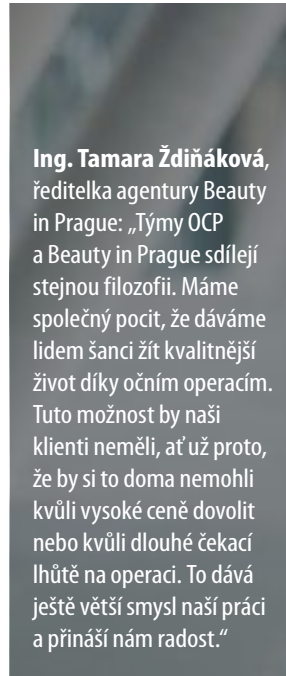 Ing. Tamara Ždiňáková,
ředitelka agentury Beauty
in Prague: „Týmy OCP
a Beauty in Prague sdílejí
stejnou filozofii. Máme
společný pocit, že dáváme
lidem šanci žít kvalitnější
život díky očním operacím.
Tuto možnost by naši
klienti neměli, ať už proto,
že by si to doma nemohli
kvůli vysoké ceně dovolit
nebo kvůli dlouhé čekací
lhůtě na operaci. To dává
ještě větší smysl naší práci
a přináší nám radost.“